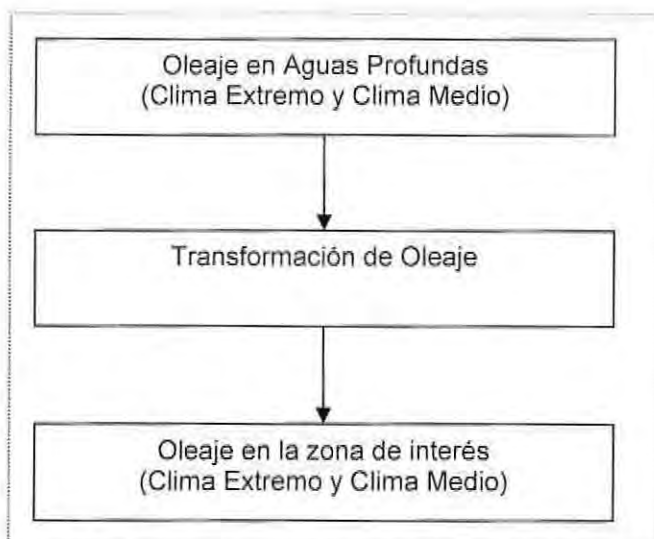 Oleaje en Aguas Profundas
(Clima Extremo y Clima Medio)
Transformación de Oleaje
Oleaje en la zona de interés
(Clima Extremo y Clima Medio)